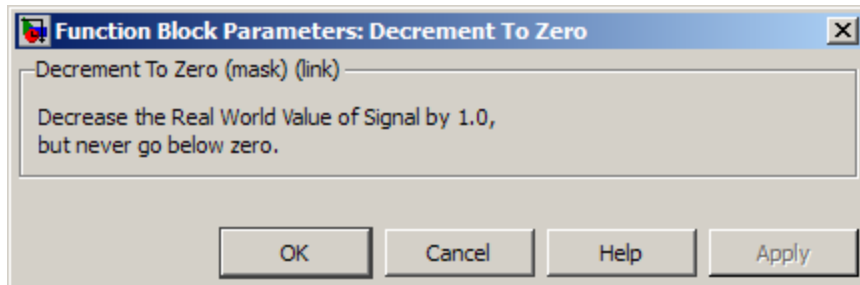 Function Block Parameters: Decrement To Zero
Decrement To Zero (mask) (link)
Decrease the Real World Value of Signal by 1.0,
but never go below zero.
OK Cancel Help Apply